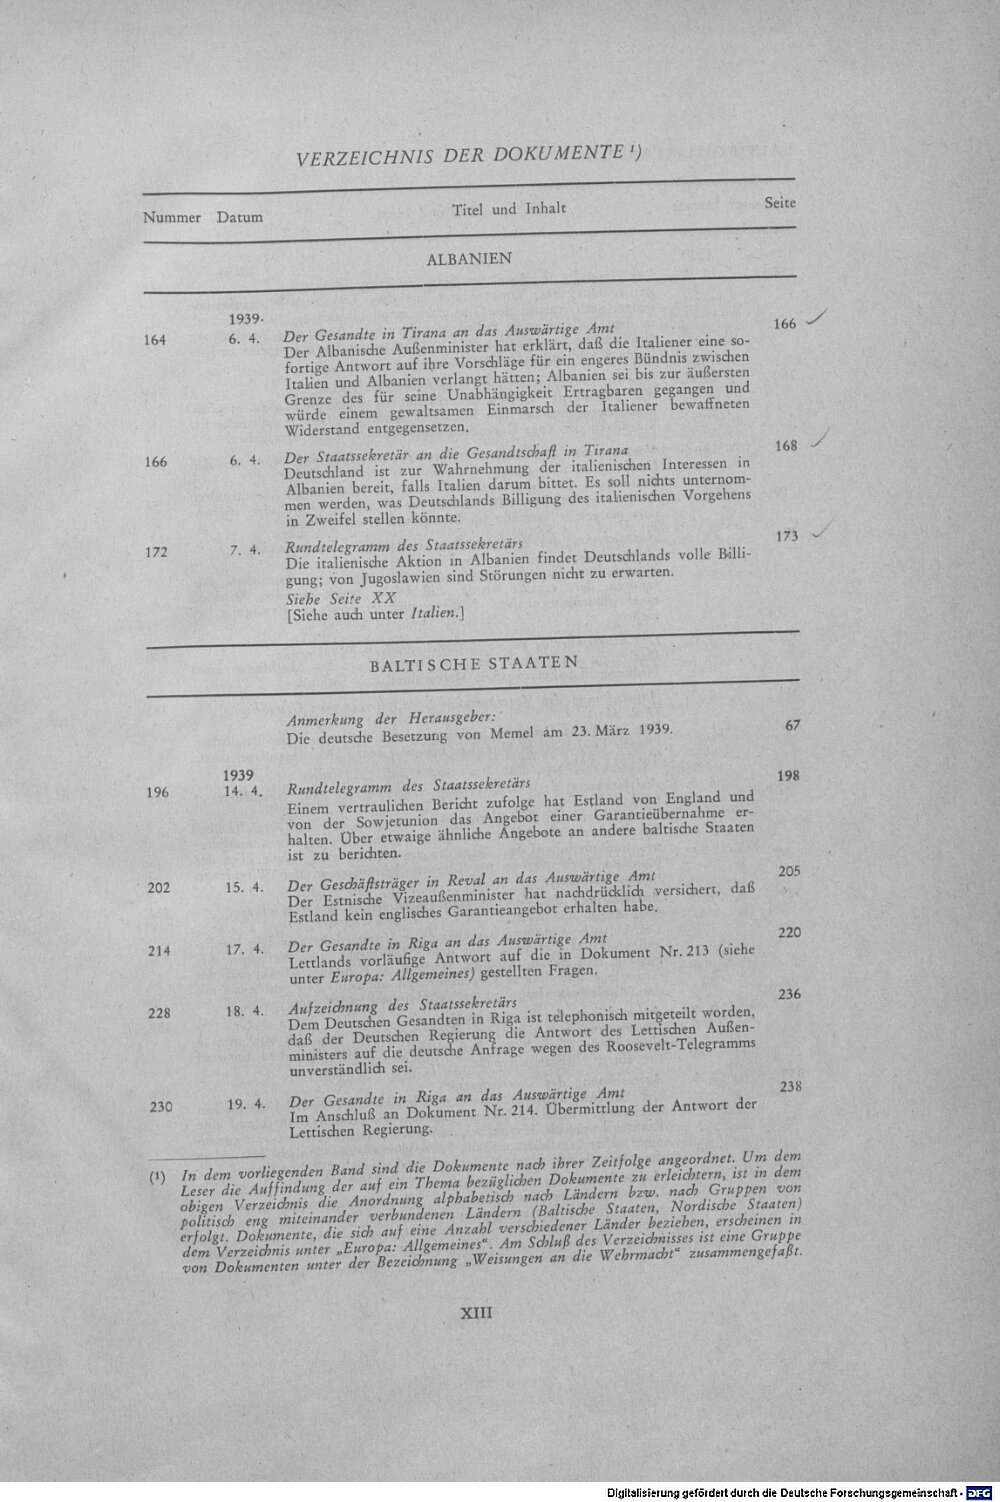 VERZEICHNIS DER DOKUMENTE ¹)
Nummer Datum Titel und Inhalt Seite
ALBANIEN
1939.
164 6. 4. Der Gesandte in Tirana an das Auswärtige Amt 166
Der Albanische Außenminister hat erklärt, daß die Italiener eine so-
fortige Antwort auf ihre Vorschläge für ein engeres Bündnis zwischen
Italien und Albanien verlangt hätten; Albanien sei bis zur äußersten
Grenze des für seine Unabhängigkeit Ertragbaren gegangen und
würde einem gewaltsamen Einmarsch der Italiener bewaffneten
Widerstand entgegensetzen.
166 6. 4. Der Staatssekretär an die Gesandtschaft in Tirana 168
Deutschland ist zur Wahrnehmung der italienischen Interessen in
Albanien bereit, falls Italien darum bittet. Es soll nichts unternom-
men werden, was Deutschlands Billigung des italienischen Vorgehens
in Zweifel stellen könnte.
172 7. 4. Rundtelegramm des Staatssekretärs 173
Die italienische Aktion in Albanien findet Deutschlands volle Billi-
gung; von Jugoslawien sind Störungen nicht zu erwarten.
Siehe Seite XX
[Siehe auch unter Italien.]
BALTISCHE STAATEN
Anmerkung der Herausgeber:
Die deutsche Besetzung von Memel am 23. März 1939. 67
1939
196 14. 4. Rundtelegramm des Staatssekretärs 198
Einem vertraulichen Bericht zufolge hat Estland von England und
von der Sowjetunion das Angebot einer Garantieübernahme er-
halten. Über etwaige ähnliche Angebote an andere baltische Staaten
ist zu berichten.
202 15. 4. Der Geschäftsträger in Reval an das Auswärtige Amt 205
Der Estnische Vizeaußenminister hat nachdrücklich versichert, daß
Estland kein englisches Garantieangebot erhalten habe.
214 17. 4. Der Gesandte in Riga an das Auswärtige Amt 220
Lettlands vorläufige Antwort auf die in Dokument Nr. 213 (siehe
unter Europa: Allgemeines) gestellten Fragen.
228 18. 4. Aufzeichnung des Staatssekretärs 236
Dem Deutschen Gesandten in Riga ist telephonisch mitgeteilt worden,
daß der Deutschen Regierung die Antwort des Lettischen Außen-
ministers auf die deutsche Anfrage wegen des Roosevelt-Telegramms
unverständlich sei.
230 19. 4. Der Gesandte in Riga an das Auswärtige Amt 238
Im Anschluß an Dokument Nr. 214. Übermittlung der Antwort der
Lettischen Regierung.
(¹) In dem vorliegenden Band sind die Dokumente nach ihrer Zeitfolge angeordnet. Um dem
Leser die Auffindung der auf ein Thema bezüglichen Dokumente zu erleichtern, ist in dem
obigen Verzeichnis die Anordnung alphabetisch nach Ländern bzw. nach Gruppen von
politisch eng miteinander verbundenen Ländern (Baltische Staaten, Nordische Staaten)
erfolgt. Dokumente, die sich auf eine Anzahl verschiedener Länder beziehen, erscheinen in
dem Verzeichnis unter „Europa: Allgemeines“. Am Schluß des Verzeichnisses ist eine Gruppe
von Dokumenten unter der Bezeichnung „Weisungen an die Wehrmacht“ zusammengefaßt.
XIII
Digitalisierung gefördert durch die Deutsche Forschungsgemeinschaft - DFG